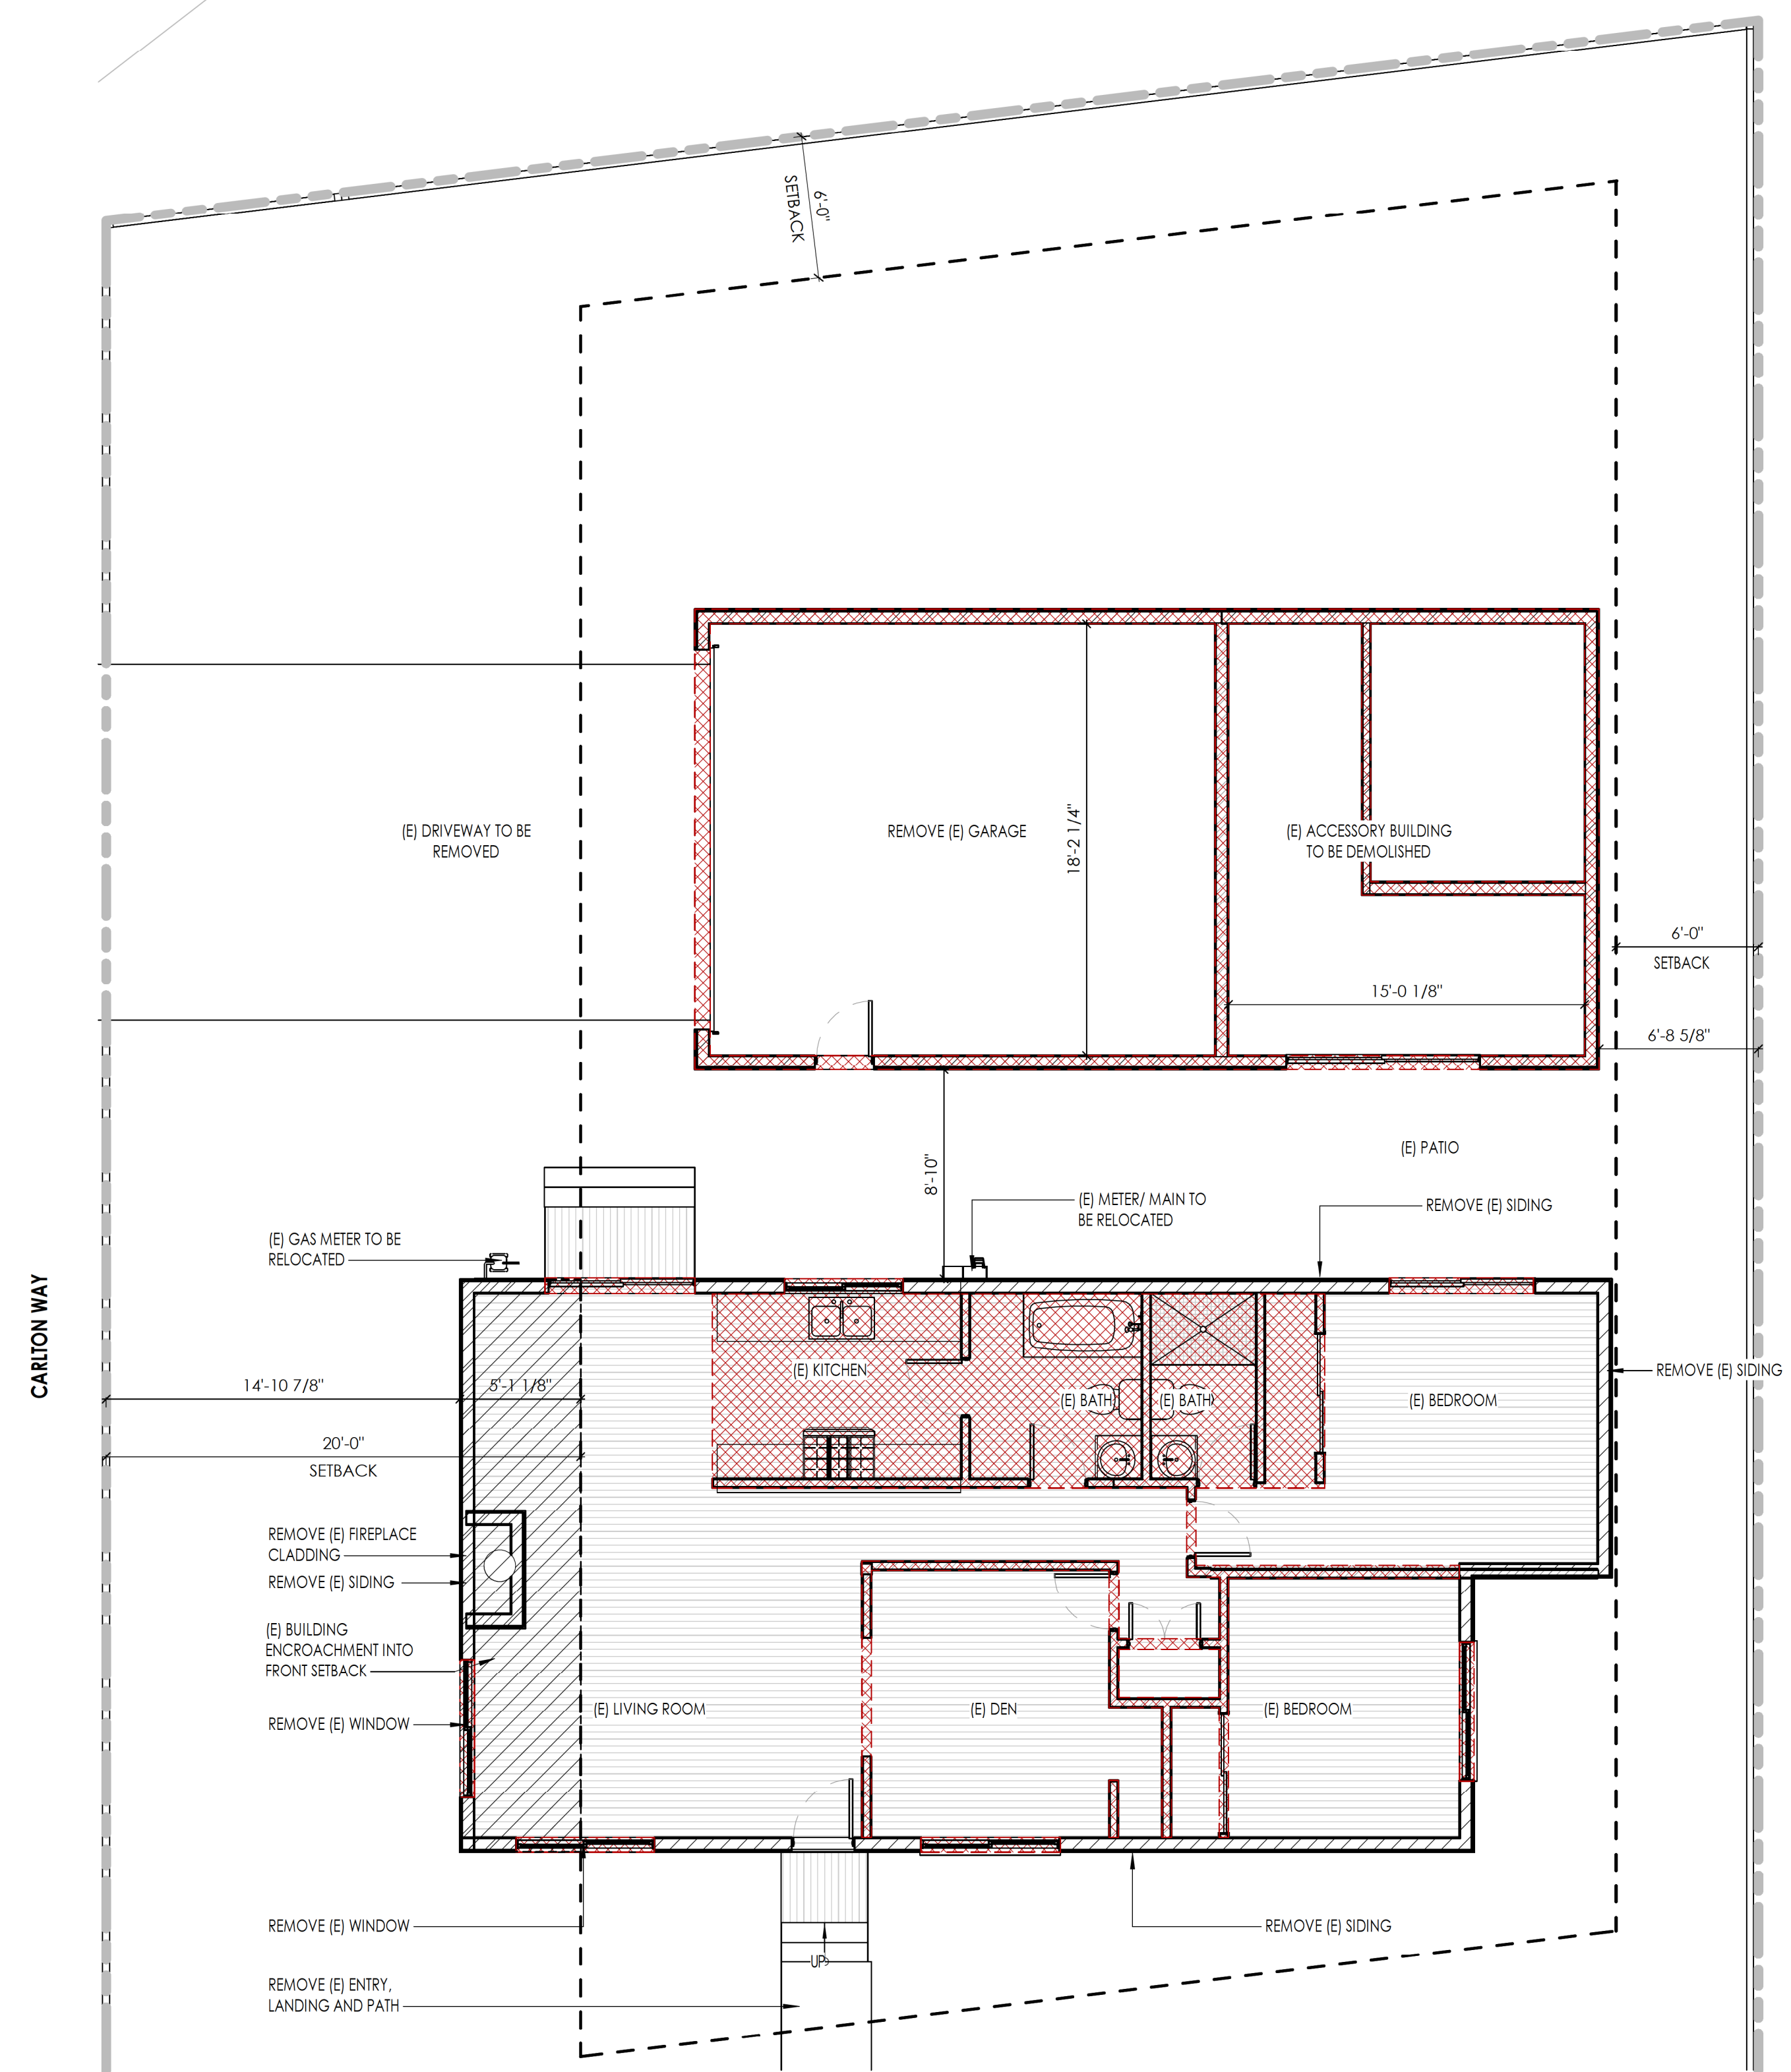 6'-0"
SETBACK
(E) DRIVEWAY TO BE
REMOVED
REMOVE (E) GARAGE
18'-2 1/4"
(E) ACCESSORY BUILDING
TO BE DEMOLISHED
6'-0"
SETBACK
15'-0 1/8"
6'-8 5/8"
(E) PATIO
8'-10"
(E) METER/ MAIN TO
BE RELOCATED
REMOVE (E) SIDING
(E) GAS METER TO BE
RELOCATED
CARLTON WAY
(E) KITCHEN
(E) BATH
(E) BATH
(E) BEDROOM
REMOVE (E) SIDING
14'-10 7/8"
5'-1 1/8"
20'-0"
SETBACK
REMOVE (E) FIREPLACE
CLADDING
REMOVE (E) SIDING
(E) BUILDING
ENCROACHMENT INTO
FRONT SETBACK
REMOVE (E) WINDOW
(E) LIVING ROOM
(E) DEN
(E) BEDROOM
REMOVE (E) WINDOW
REMOVE (E) SIDING
UP
REMOVE (E) ENTRY,
LANDING AND PATH